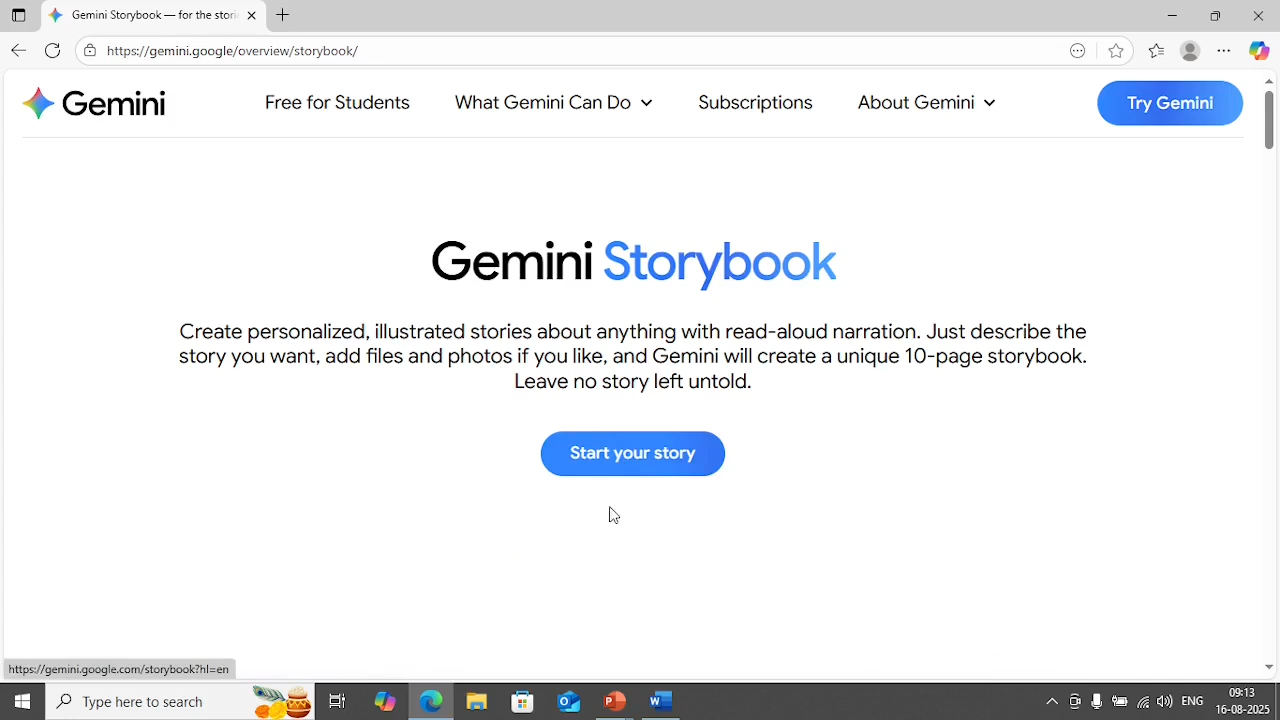 Gemini Storybook — for the stori
https://gemini.google/overview/storybook/
Gemini
Free for Students
What Gemini Can Do
Subscriptions
About Gemini
Try Gemini
Gemini Storybook
Create personalized, illustrated stories about anything with read-aloud narration. Just describe the
story you want, add files and photos if you like, and Gemini will create a unique 10-page storybook.
Leave no story left untold.
Start your story
https://gemini.google.com/storybook?hl=en
Type here to search
ENG
09:13
16-08-2025